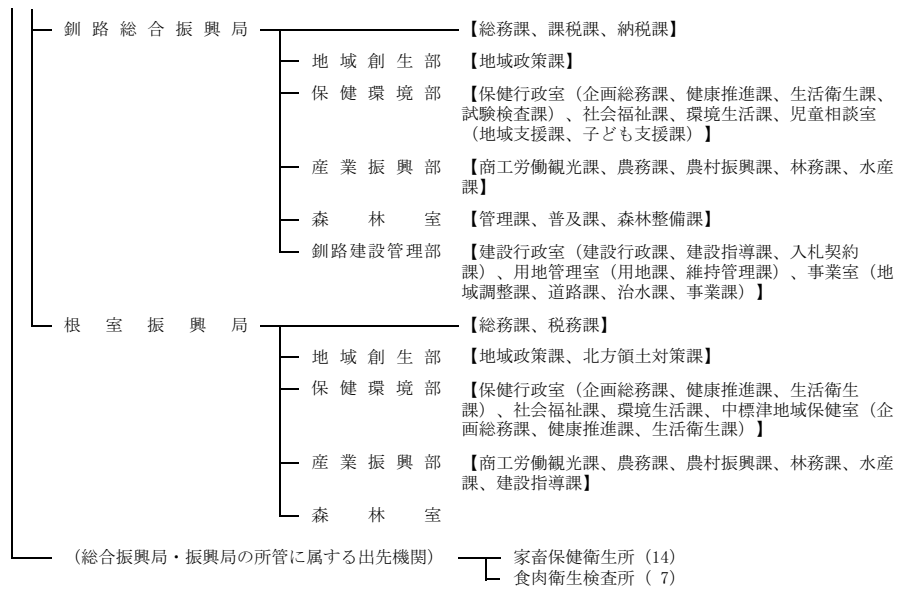 釧路総合振興局 【総務課、課税課、納税課】
地域創生部 【地域政策課】
保健環境部 【保健行政室（企画総務課、健康推進課、生活衛生課、
試験検査課）、社会福祉課、環境生活課、児童相談室
（地域支援課、子ども支援課）】
産業振興部 【商工労働観光課、農務課、農村振興課、林務課、水産
課】
森林室 【管理課、普及課、森林整備課】
釧路建設管理部 【建設行政室（建設行政課、建設指導課、入札契約
課）、用地管理室（用地課、維持管理課）、事業室（地
域調整課、道路課、治水課、事業課）】
根室振興局 【総務課、税務課】
地域創生部 【地域政策課、北方領土対策課】
保健環境部 【保健行政室（企画総務課、健康推進課、生活衛生
課）、社会福祉課、環境生活課、中標津地域保健室（企
画総務課、健康推進課、生活衛生課）】
産業振興部 【商工労働観光課、農務課、農村振興課、林務課、水産
課、建設指導課】
森林室
（総合振興局・振興局の所管に属する出先機関） 家畜保健衛生所（14）
食肉衛生検査所（ 7）